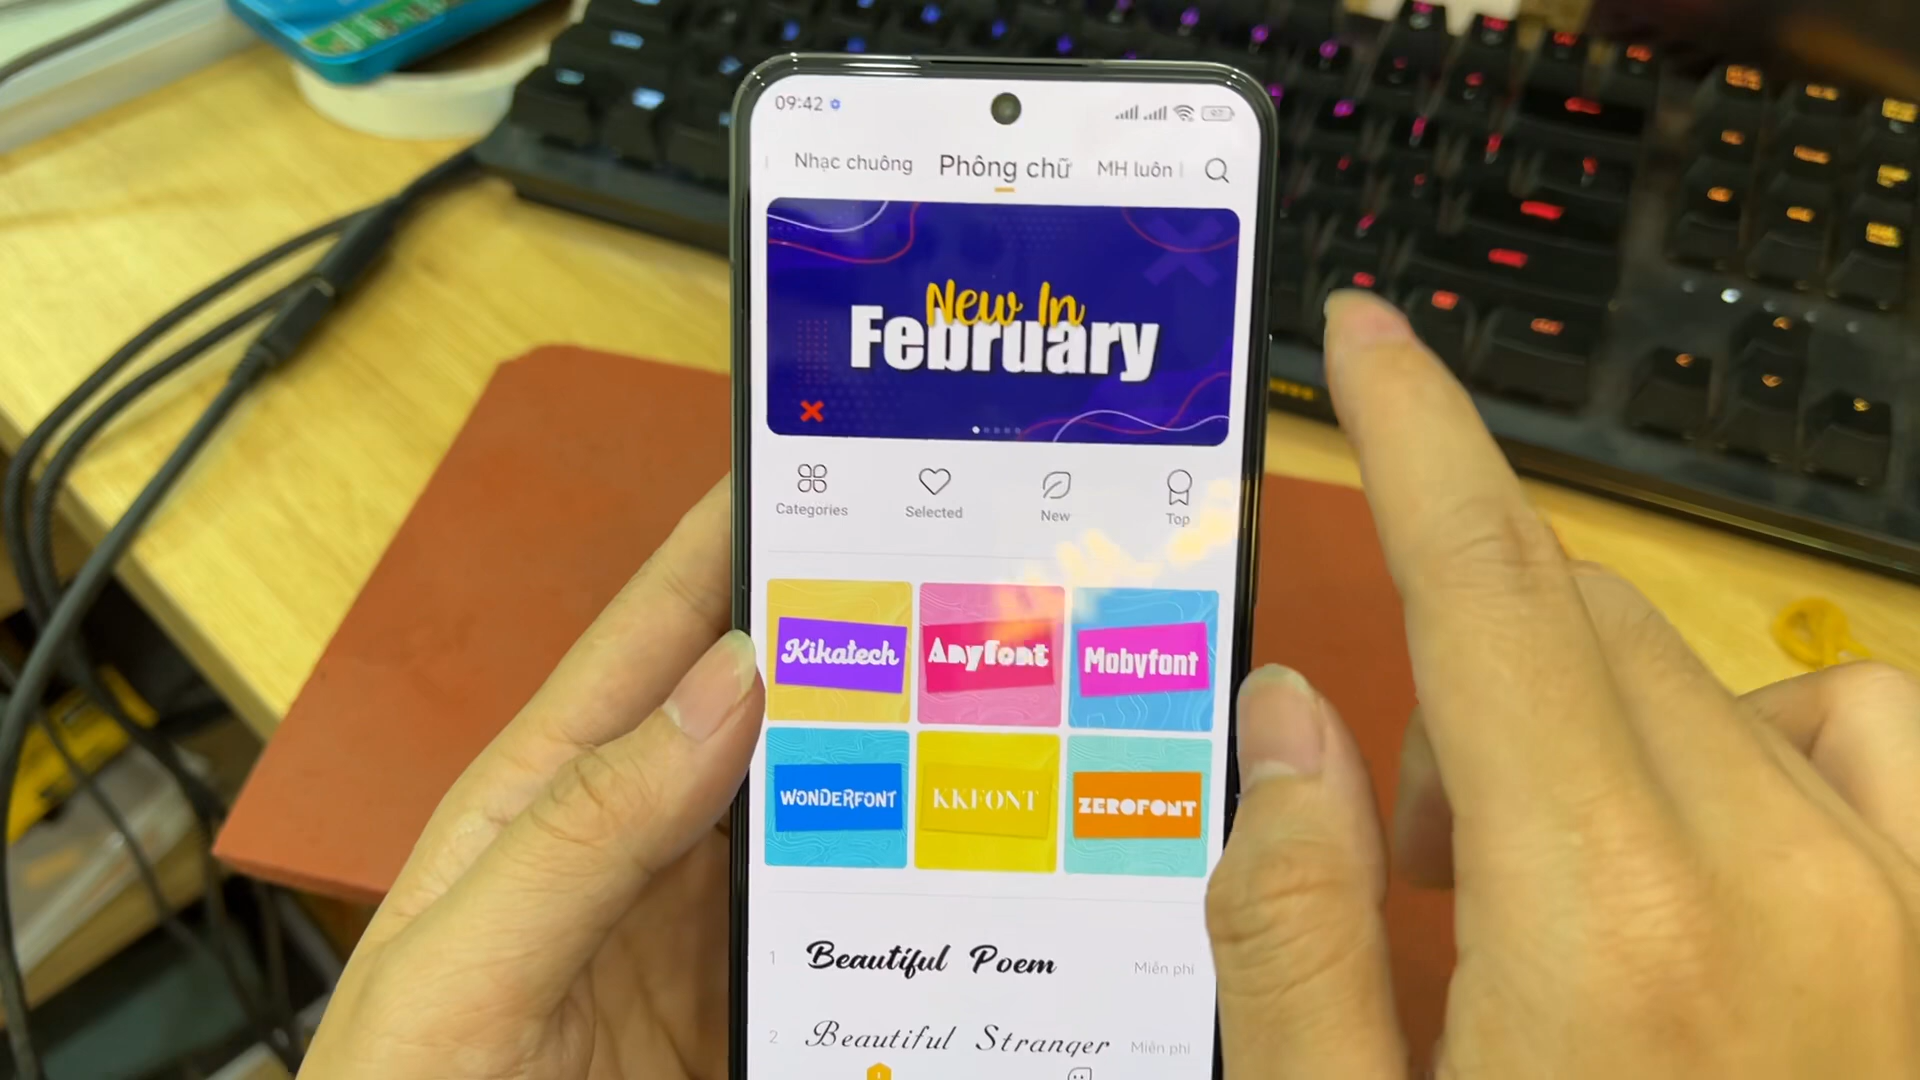 09:42
97
Nhạc chuông Phông chữ MH luôn
New In
February
Categories Selected New Top
Kikatech Anyfont Mobyfont
WONDERFONT KKFONT ZEROFONT
1 Beautiful Poem Miễn phí
2 Beautiful Stranger Miễn phí